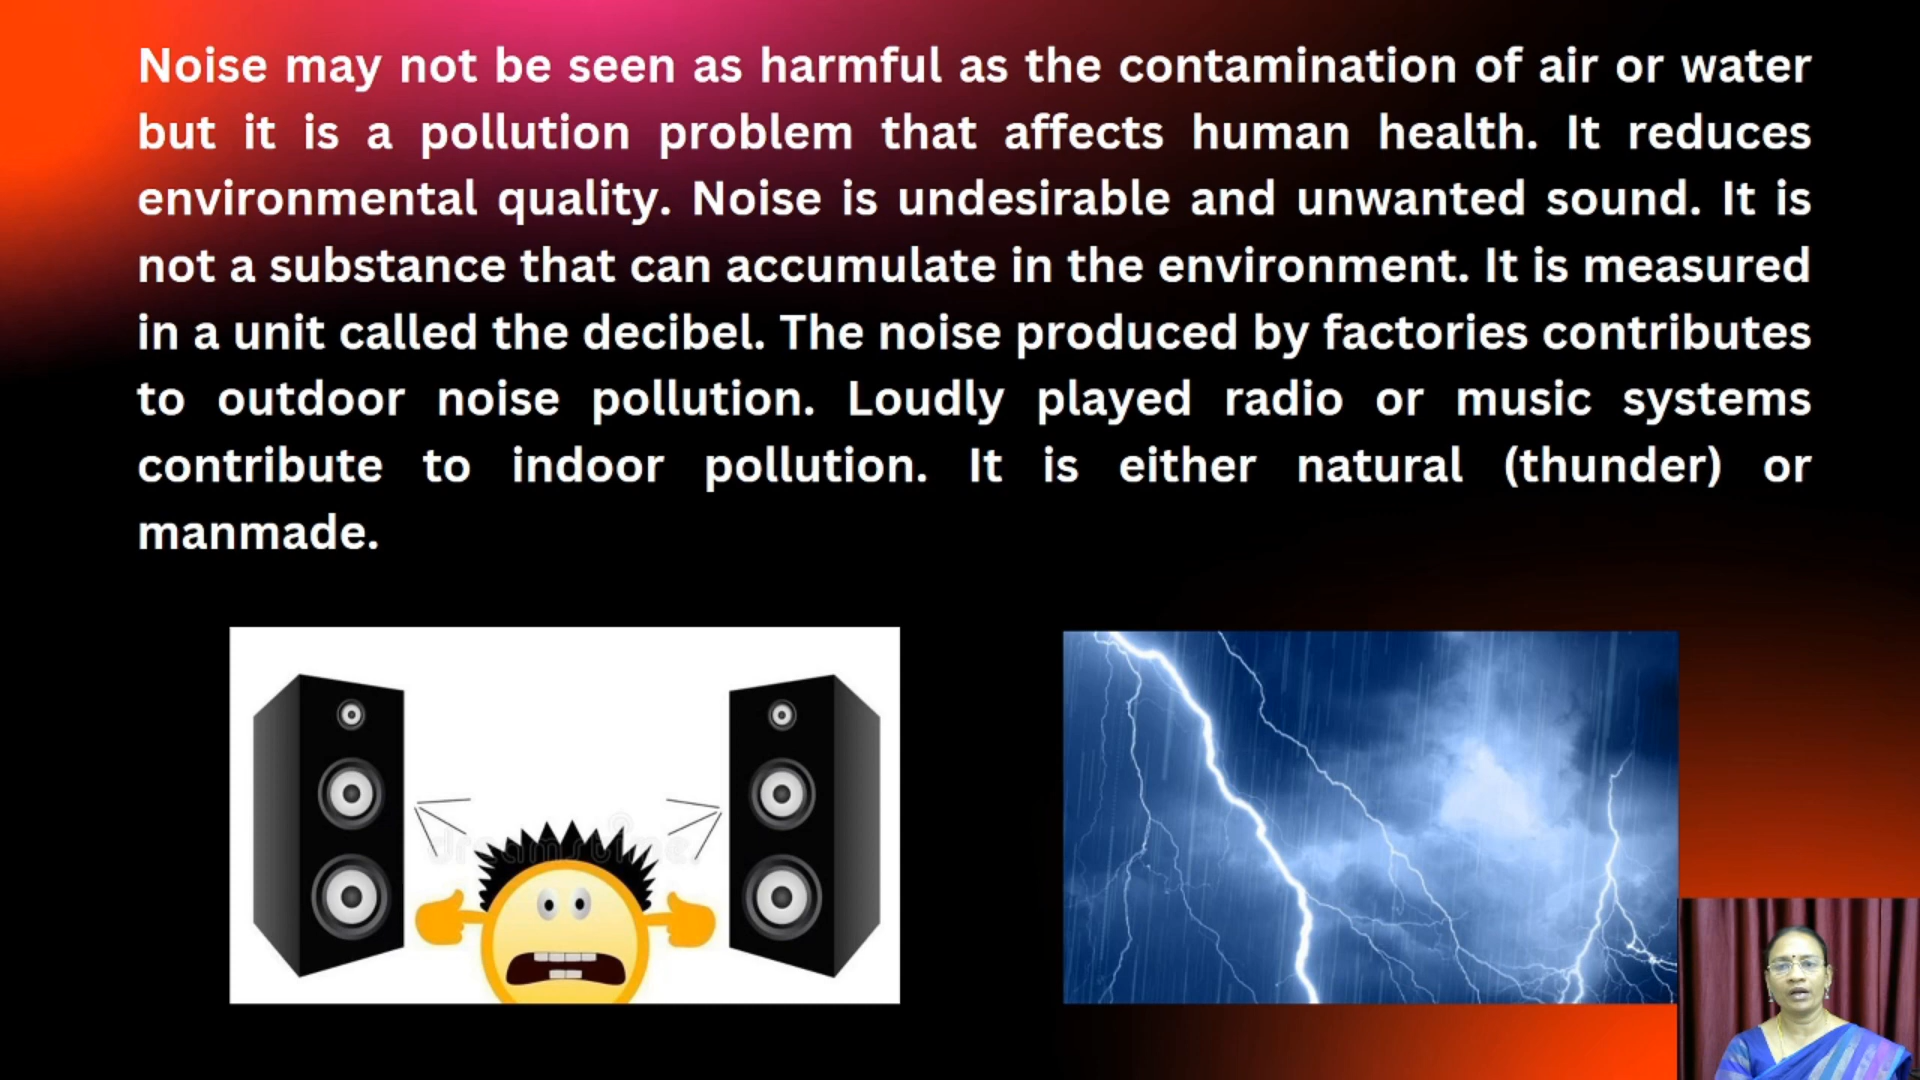 Noise may not be seen as harmful as the contamination of air or water
but it is a pollution problem that affects human health. It reduces
environmental quality. Noise is undesirable and unwanted sound. It is
not a substance that can accumulate in the environment. It is measured
in a unit called the decibel. The noise produced by factories contributes
to outdoor noise pollution. Loudly played radio or music systems
contribute to indoor pollution. It is either natural (thunder) or
manmade.
dreamstime